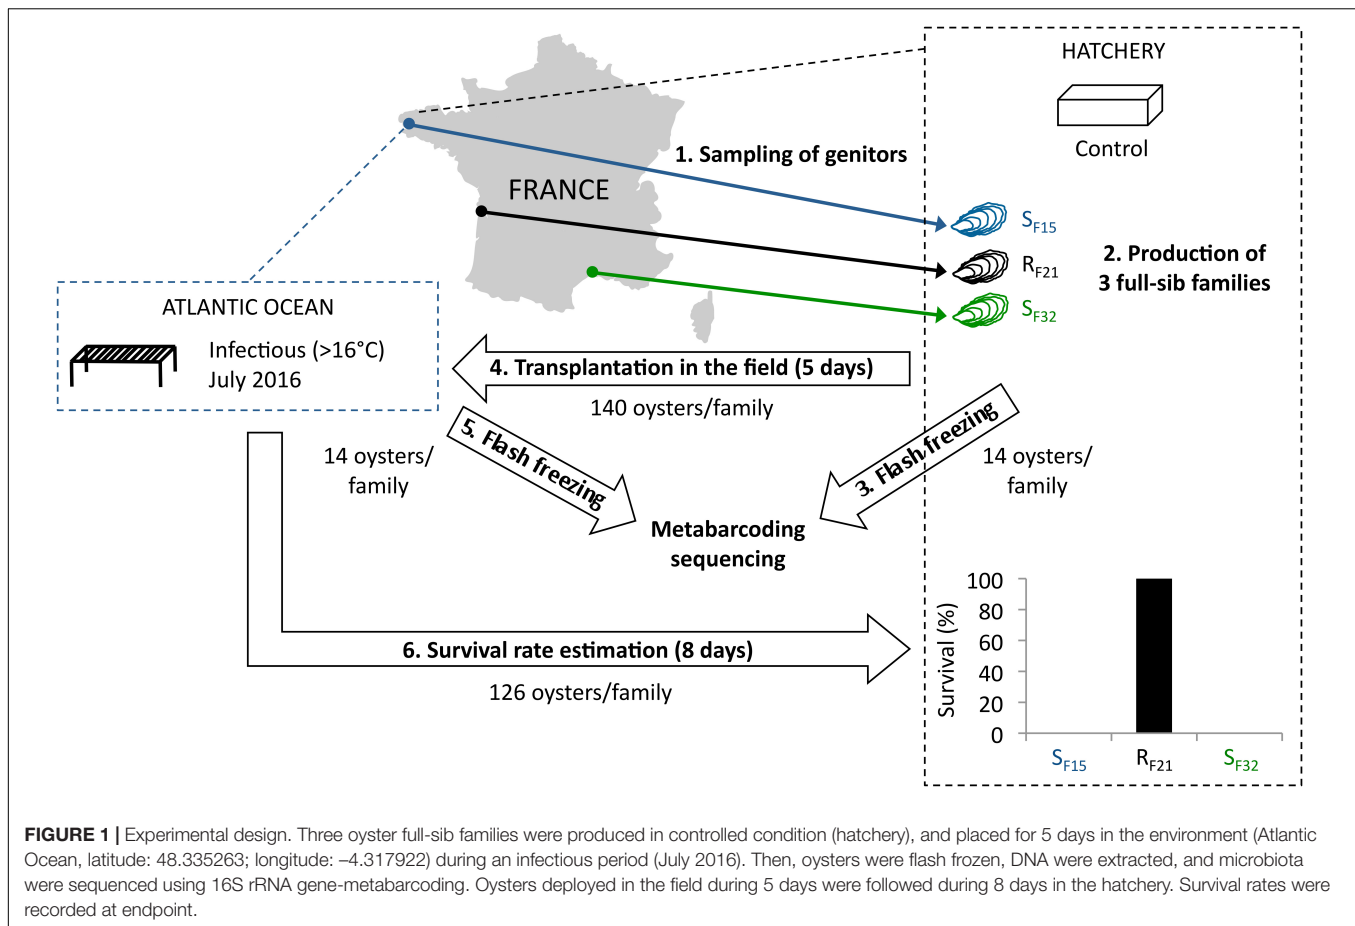 HATCHERY
Control
1. Sampling of genitors
FRANCE
S_F15
R_F21
S_F32
2. Production of
3 full-sib families
ATLANTIC OCEAN
Infectious (>16°C)
July 2016
4. Transplantation in the field (5 days)
140 oysters/family
5. Flash freezing
14 oysters/
family
3. Flash freezing
14 oysters/
family
Metabarcoding
sequencing
6. Survival rate estimation (8 days)
126 oysters/family
Survival (%)
100
80
60
40
20
0
S_F15
R_F21
S_F32
FIGURE 1 | Experimental design. Three oyster full-sib families were produced in controlled condition (hatchery), and placed for 5 days in the environment (Atlantic
Ocean, latitude: 48.335263; longitude: –4.317922) during an infectious period (July 2016). Then, oysters were flash frozen, DNA were extracted, and microbiota
were sequenced using 16S rRNA gene-metabarcoding. Oysters deployed in the field during 5 days were followed during 8 days in the hatchery. Survival rates were
recorded at endpoint.